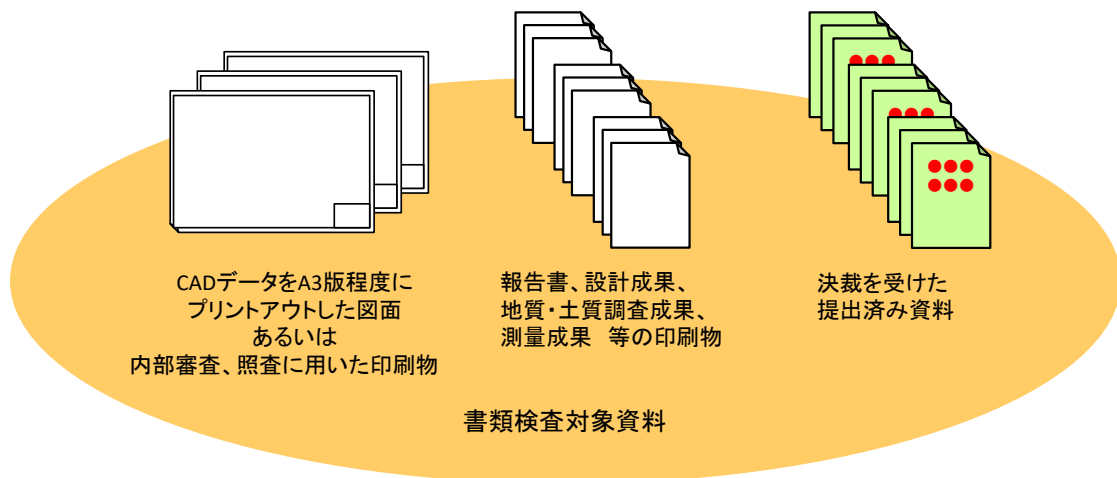 CADデータをA3版程度に
プリントアウトした図面
あるいは
内部審査、照査に用いた印刷物
報告書、設計成果、
地質・土質調査成果、
測量成果　等の印刷物
決裁を受けた
提出済み資料
書類検査対象資料